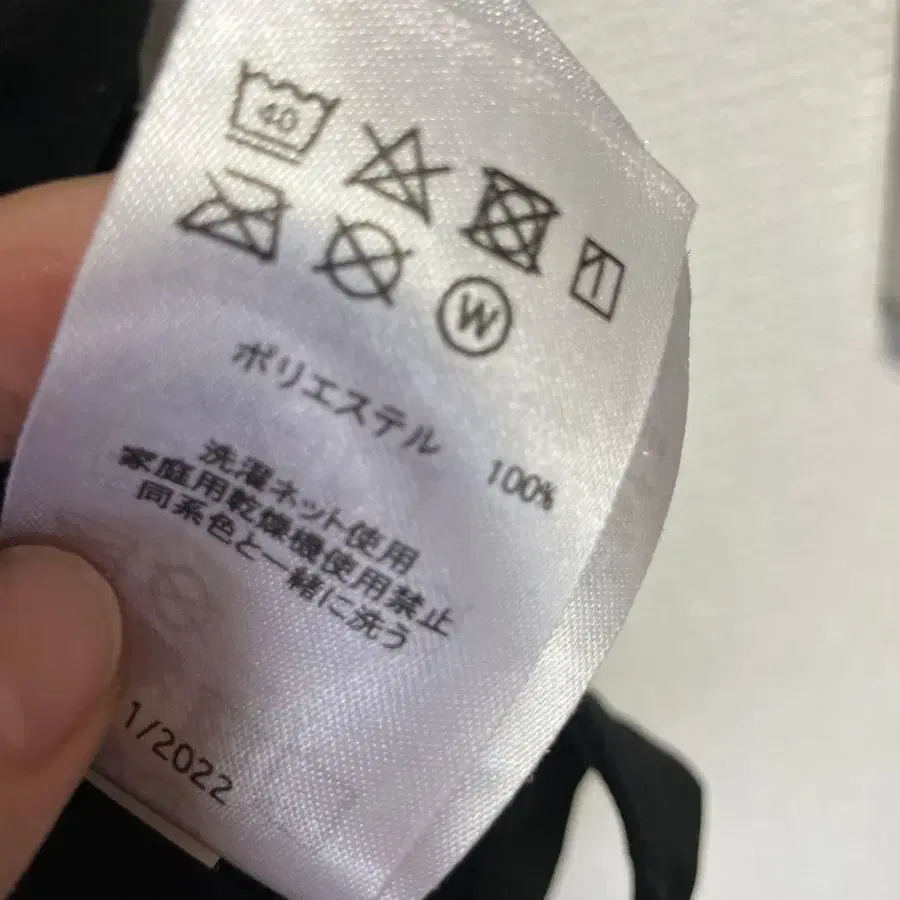 40
W
ポリエステル 100%
洗濯ネット使用
家庭用乾燥機使用禁止
同系色と一緒に洗う
1/2022